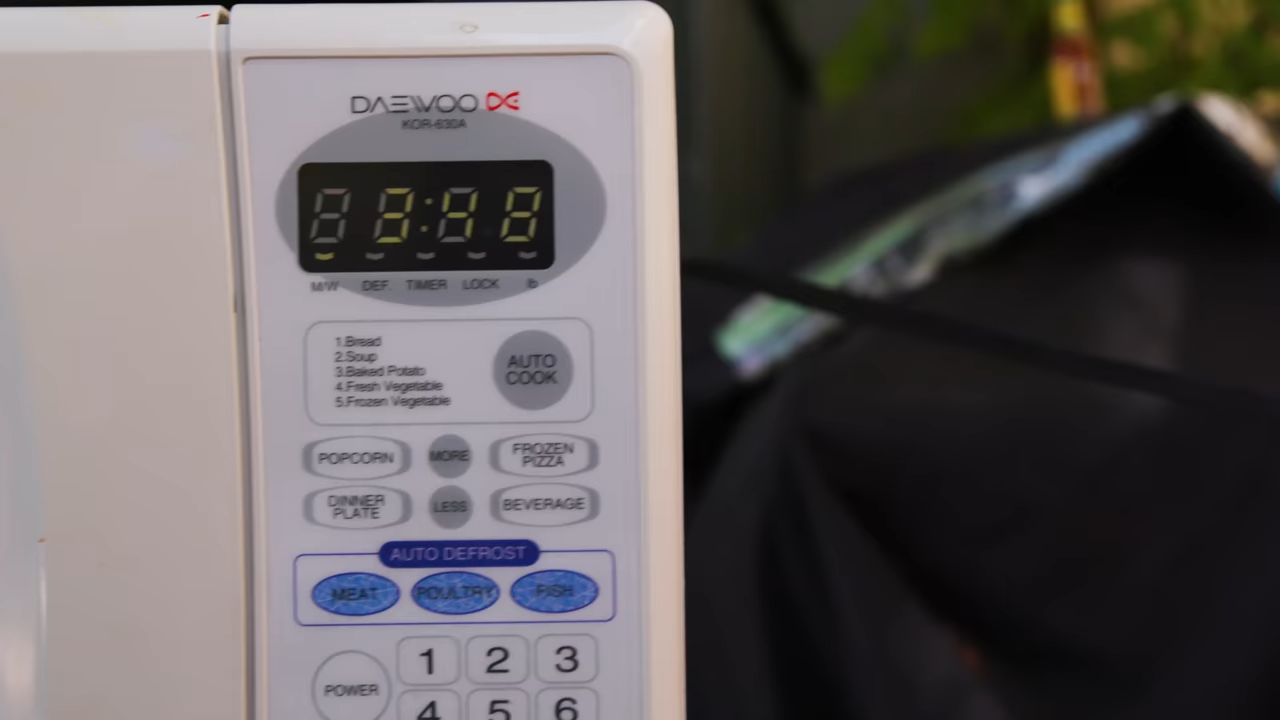 DAEWOO
KOR-630A
3:48
M/W DEF. TIMER LOCK lb
1.Bread
2.Soup
3.Baked Potato
4.Fresh Vegetable
5.Frozen Vegetable
AUTO
COOK
POPCORN
MORE
FROZEN
PIZZA
DINNER
PLATE
LESS
BEVERAGE
AUTO DEFROST
MEAT POULTRY FISH
1 2 3
POWER
4 5 6